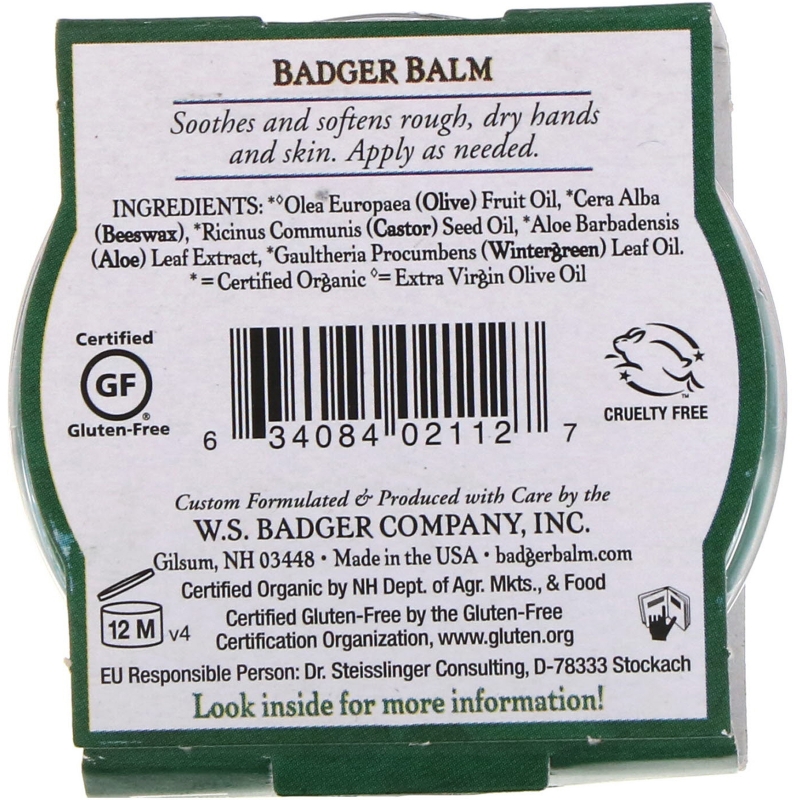 BADGER BALM
Soothes and softens rough, dry hands
and skin. Apply as needed.
INGREDIENTS: *◊Olea Europaea (Olive) Fruit Oil, *Cera Alba
(Beeswax), *Ricinus Communis (Castor) Seed Oil, *Aloe Barbadensis
(Aloe) Leaf Extract, *Gaultheria Procumbens (Wintergreen) Leaf Oil.
* = Certified Organic ◊= Extra Virgin Olive Oil
Certified
GF
®
Gluten-Free
6 34084 02112 7
TM
CRUELTY FREE
Custom Formulated & Produced with Care by the
W.S. BADGER COMPANY, INC.
Gilsum, NH 03448 • Made in the USA • badgerbalm.com
Certified Organic by NH Dept. of Agr. Mkts., & Food
12 M v4
Certified Gluten-Free by the Gluten-Free
Certification Organization, www.gluten.org
EU Responsible Person: Dr. Steisslinger Consulting, D-78333 Stockach
Look inside for more information!